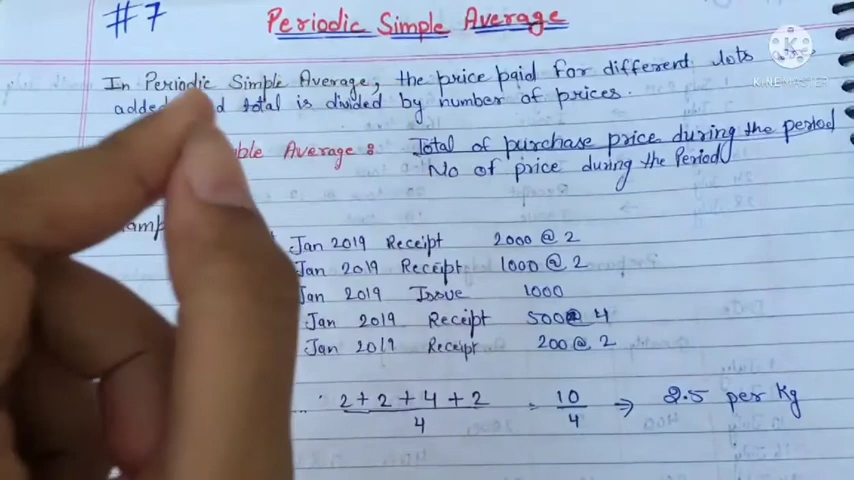 #7
Periodic Simple Average
KINEMASTER
In Periodic Simple Average, the price paid for different lots
added total is divided by number of prices.
Average : Total of purchase price during the period
No of price during the Period
Jan 2019 Receipt 2000 @ 2
Jan 2019 Receipt 1000 @ 2
Jan 2019 Issue 1000
Jan 2019 Receipt 500 @ 4
Jan 2019 Receipt 200 @ 2
2 + 2 + 4 + 2 = 10 ⇒ 2.5 per Kg
4 4